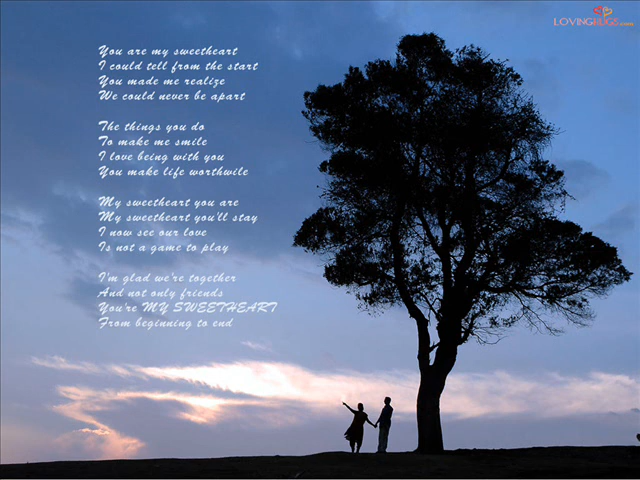 LOVINGHUGS.com
You are my sweetheart
I could tell from the start
You made me realize
We could never be apart
The things you do
To make me smile
I love being with you
You make life worthwile
My sweetheart you are
My sweetheart you'll stay
I now see our love
Is not a game to play
I'm glad we're together
And not only friends
You're MY SWEETHEART
From beginning to end